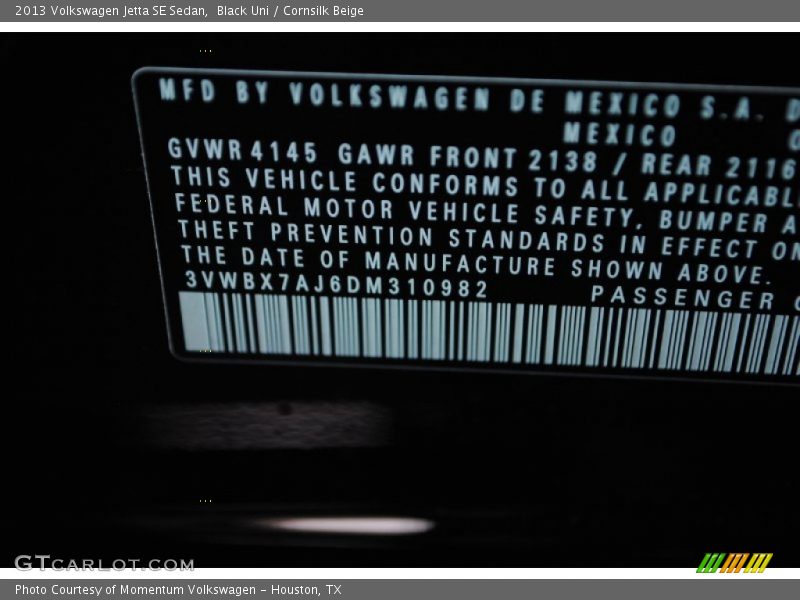 2013 Volkswagen Jetta SE Sedan,  Black Uni / Cornsilk Beige
MFD BY VOLKSWAGEN DE MEXICO S.A. D
MEXICO
GVWR4145 GAWR FRONT 2138 / REAR 2116
THIS VEHICLE CONFORMS TO ALL APPLICABL
FEDERAL MOTOR VEHICLE SAFETY, BUMPER A
THEFT PREVENTION STANDARDS IN EFFECT ON
THE DATE OF MANUFACTURE SHOWN ABOVE.
3VWBX7AJ6DM310982 PASSENGER
GTCARLOT.COM
Photo Courtesy of Momentum Volkswagen – Houston, TX